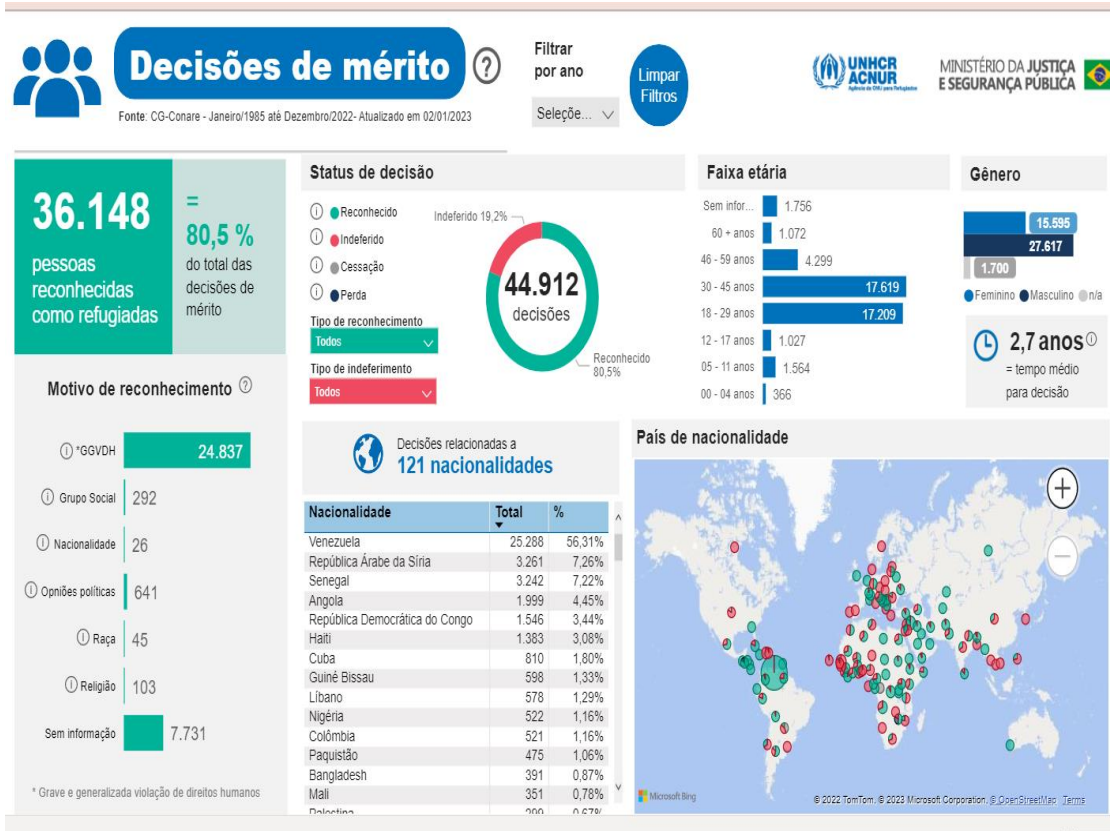 Decisões de mérito
?
Fonte: CG-Conare - Janeiro/1985 até Dezembro/2022- Atualizado em 02/01/2023
Filtrar
por ano
Seleçõe...
Limpar
Filtros
UNHCR
ACNUR
Agência da ONU para Refugiados
MINISTÉRIO DA JUSTIÇA
E SEGURANÇA PÚBLICA
36.148
pessoas
reconhecidas
como refugiadas
=
80,5 %
do total das
decisões de
mérito
Status de decisão
Reconhecido
Indeferido
Cessação
Perda
Tipo de reconhecimento
Todos
Tipo de indeferimento
Todos
Indeferido 19,2%
44.912
decisões
Reconhecido
80,5%
Faixa etária
Sem infor... 1.756
60 + anos 1.072
46 - 59 anos 4.299
30 - 45 anos 17.619
18 - 29 anos 17.209
12 - 17 anos 1.027
05 - 11 anos 1.564
00 - 04 anos 366
Gênero
15.595
27.617
1.700
Feminino Masculino n/a
2,7 anos
= tempo médio
para decisão
Motivo de reconhecimento ?
*GGVDH 24.837
Grupo Social 292
Nacionalidade 26
Opniões políticas 641
Raça 45
Religião 103
Sem informação 7.731
* Grave e generalizada violação de direitos humanos
Decisões relacionadas a
121 nacionalidades
Nacionalidade Total %
Venezuela 25.288 56,31%
República Árabe da Síria 3.261 7,26%
Senegal 3.242 7,22%
Angola 1.999 4,45%
República Democrática do Congo 1.546 3,44%
Haiti 1.383 3,08%
Cuba 810 1,80%
Guiné Bissau 598 1,33%
Líbano 578 1,29%
Nigéria 522 1,16%
Colômbia 521 1,16%
Paquistão 475 1,06%
Bangladesh 391 0,87%
Mali 351 0,78%
Palestina 299 0,67%
País de nacionalidade
Microsoft Bing
© 2022 TomTom, © 2023 Microsoft Corporation, © OpenStreetMap Terms